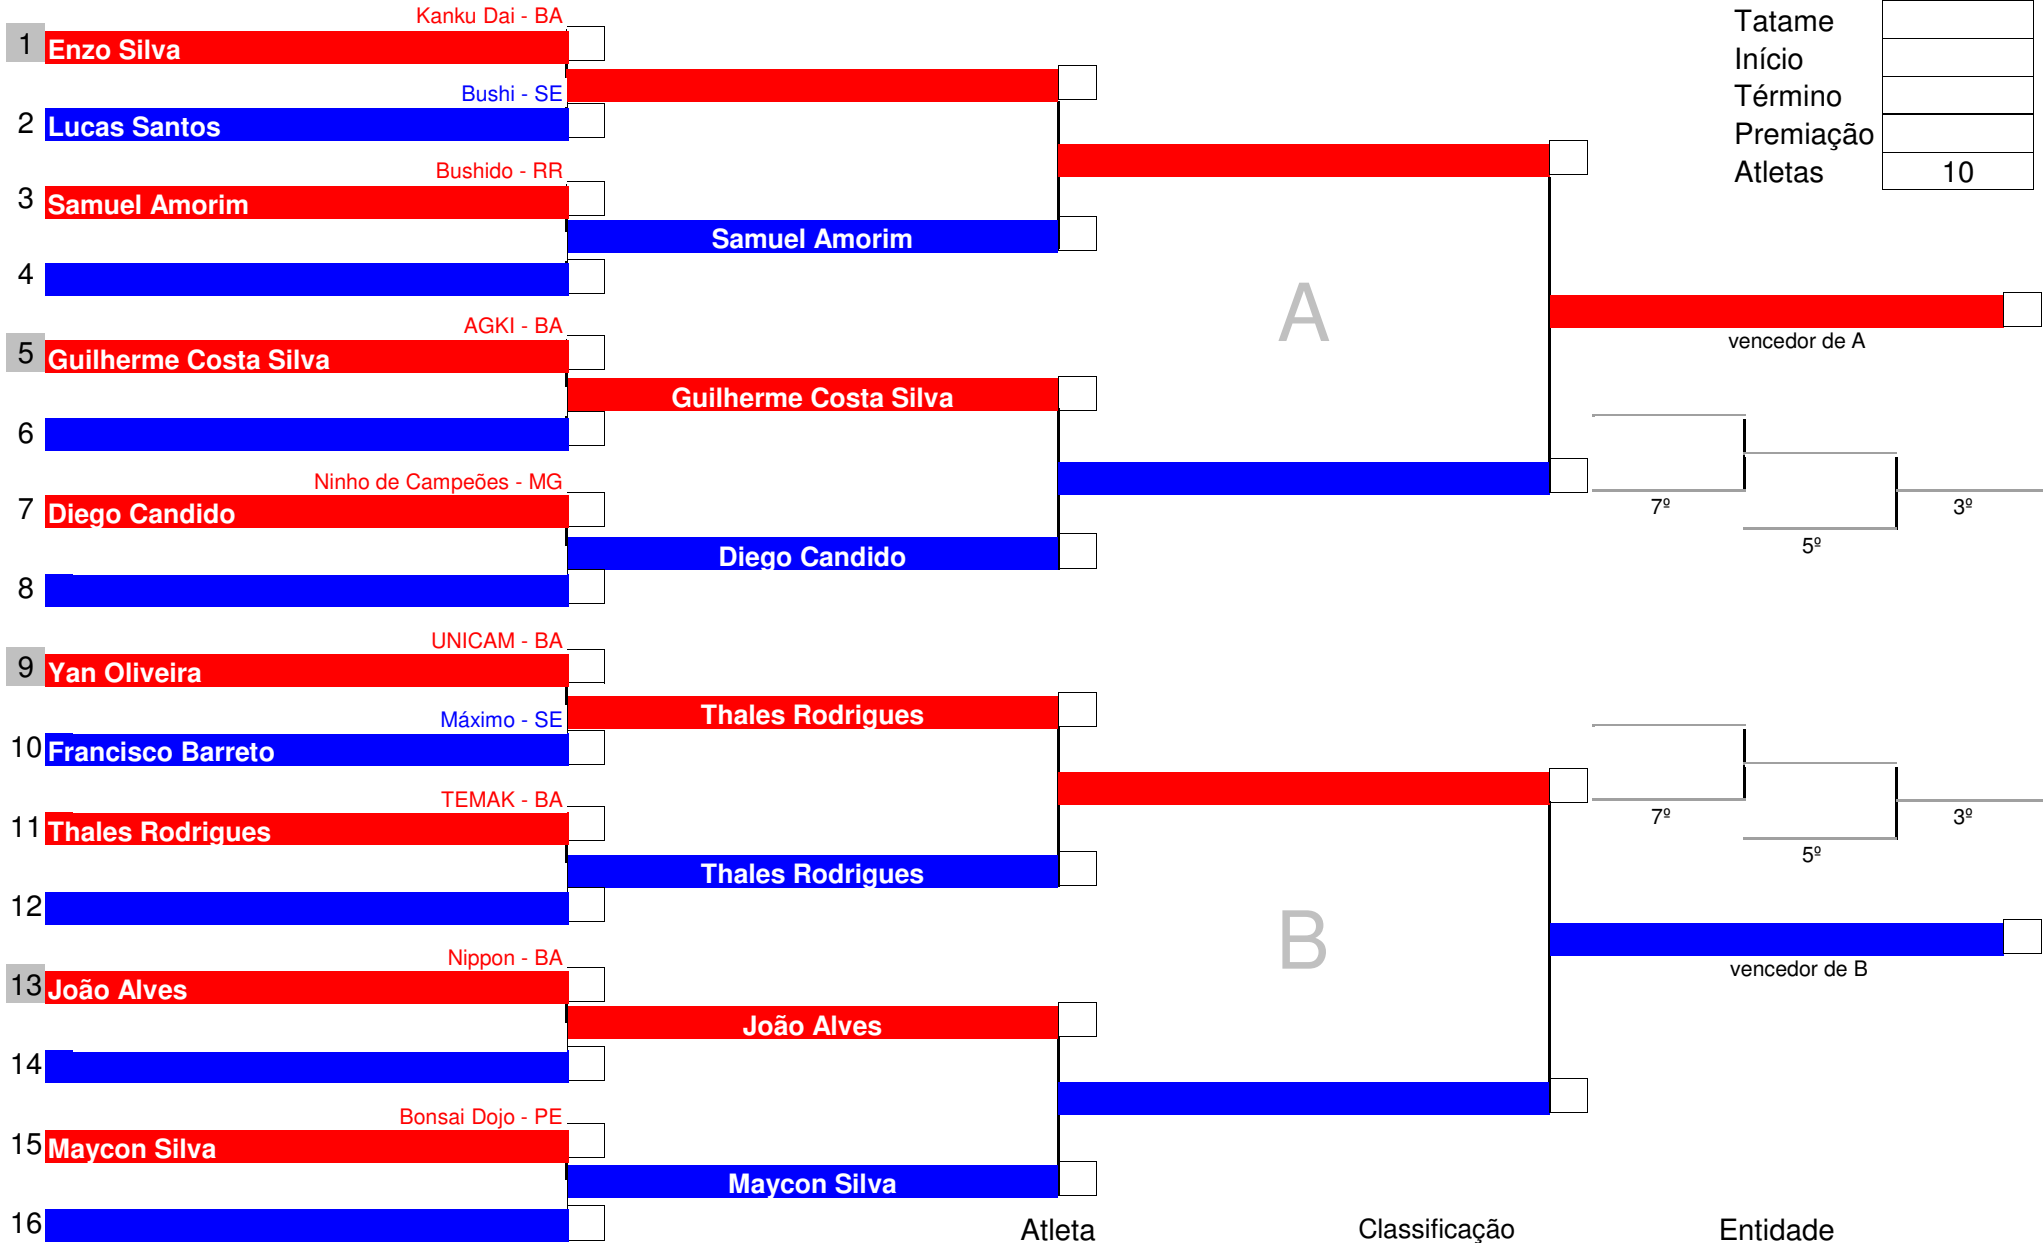 Kanku Dai - BA
1 Enzo Silva
Bushi - SE
2 Lucas Santos
Bushido - RR
3 Samuel Amorim
Samuel Amorim
4
AGKI - BA
5 Guilherme Costa Silva
Guilherme Costa Silva
6
Ninho de Campeões - MG
7 Diego Candido
Diego Candido
8
UNICAM - BA
9 Yan Oliveira
Thales Rodrigues
Máximo - SE
10 Francisco Barreto
TEMAK - BA
11 Thales Rodrigues
Thales Rodrigues
12
Nippon - BA
13 João Alves
João Alves
14
Bonsai Dojo - PE
15 Maycon Silva
Maycon Silva
16
A
B
Tatame
Início
Término
Premiação
Atletas 10
vencedor de A
7º
3º
5º
7º
3º
5º
vencedor de B
Atleta Classificação Entidade